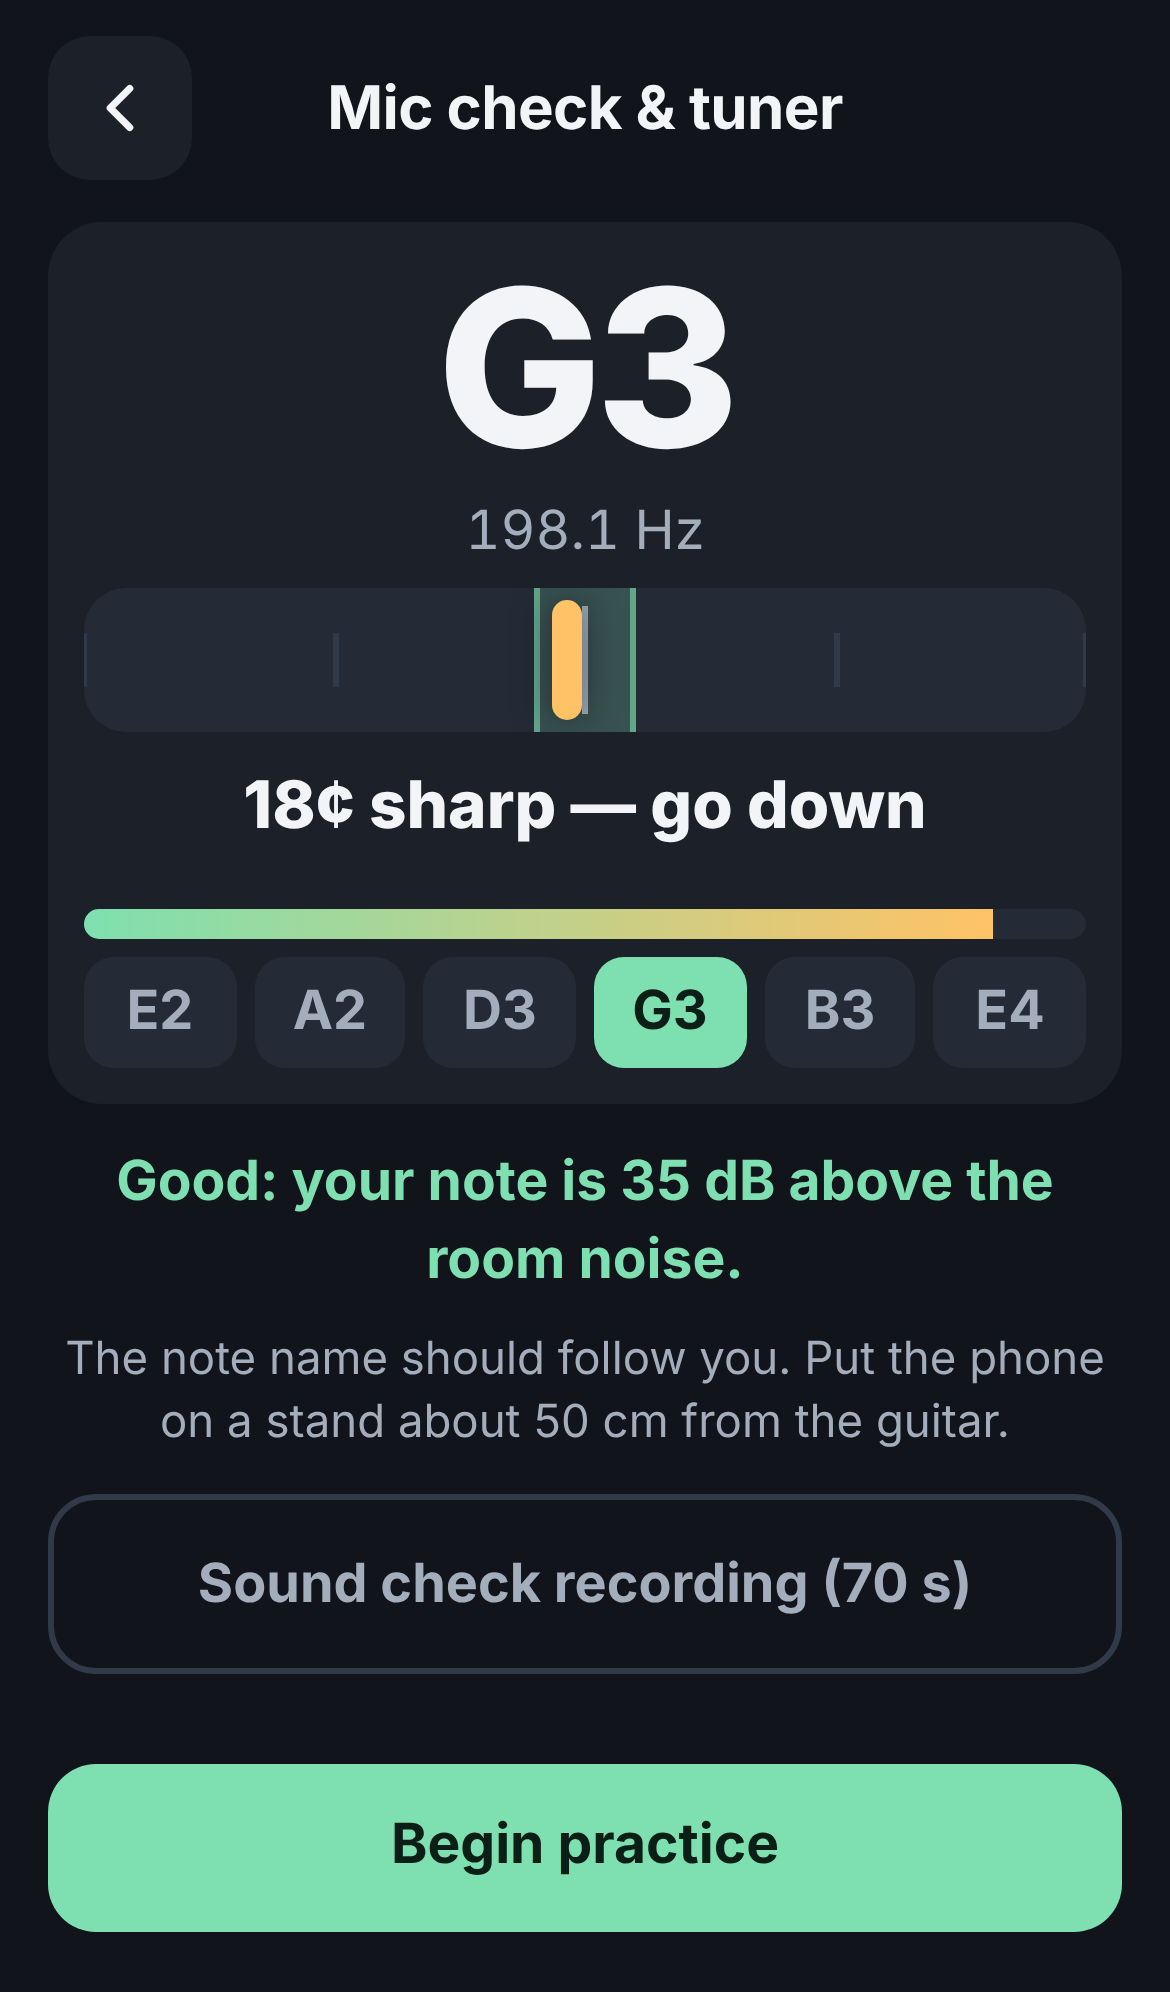 Mic check & tuner
G3
198.1 Hz
18¢ sharp — go down
E2 A2 D3 G3 B3 E4
Good: your note is 35 dB above the
room noise.
The note name should follow you. Put the phone
on a stand about 50 cm from the guitar.
Sound check recording (70 s)
Begin practice